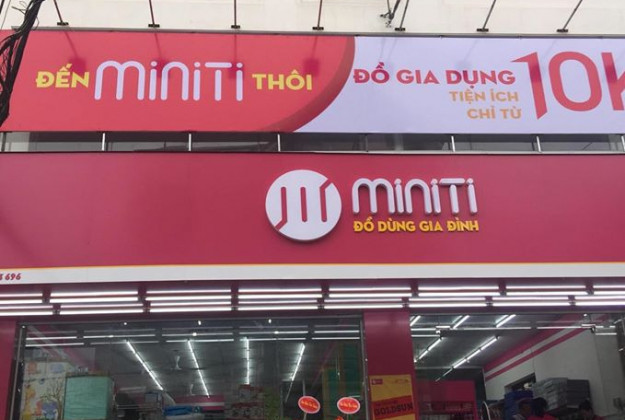 ĐẾN MINITI THÔI
ĐỒ GIA DỤNG
TIỆN ÍCH
CHỈ TỪ
10K
MINITI
ĐỒ DÙNG GIA ĐÌNH
696